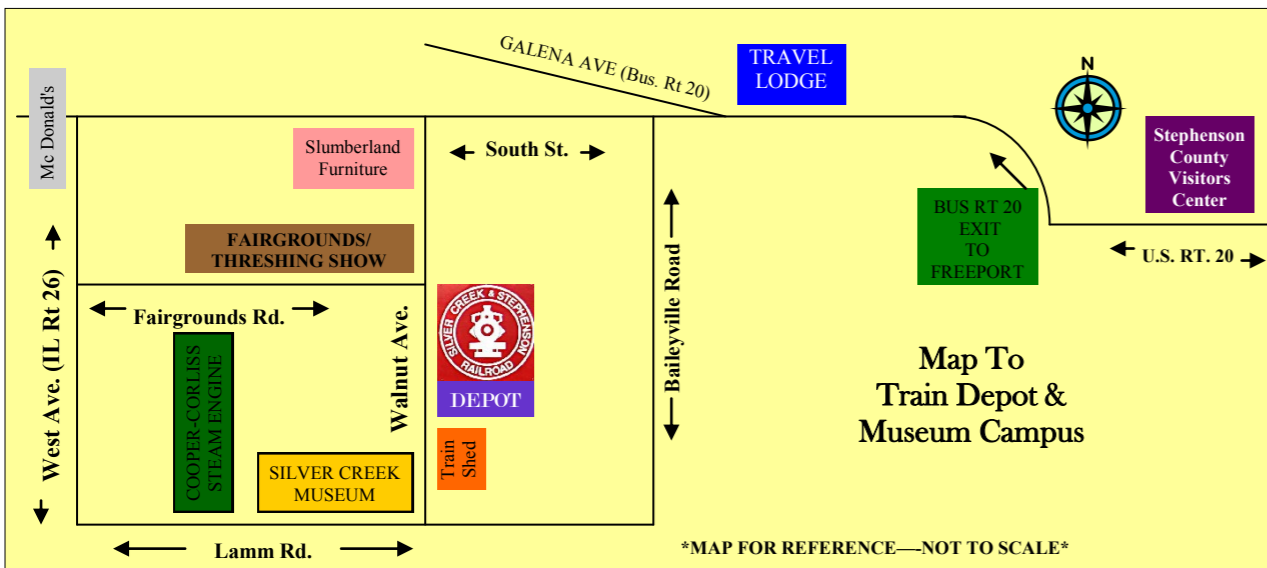 GALENA AVE (Bus. Rt 20)
TRAVEL
LODGE
N
Mc Donald's
Slumberland
Furniture
South St.
Stephenson
County
Visitors
Center
BUS RT 20
EXIT
TO
FREEPORT
U.S. RT. 20
FAIRGROUNDS/
THRESHING SHOW
West Ave. (IL Rt 26)
Fairgrounds Rd.
Walnut Ave.
SILVER CREEK & STEPHENSON
RAILROAD
DEPOT
Baileyville Road
COOPER-CORLISS
STEAM ENGINE
SILVER CREEK
MUSEUM
Train
Shed
Map To
Train Depot &
Museum Campus
Lamm Rd.
*MAP FOR REFERENCE—-NOT TO SCALE*